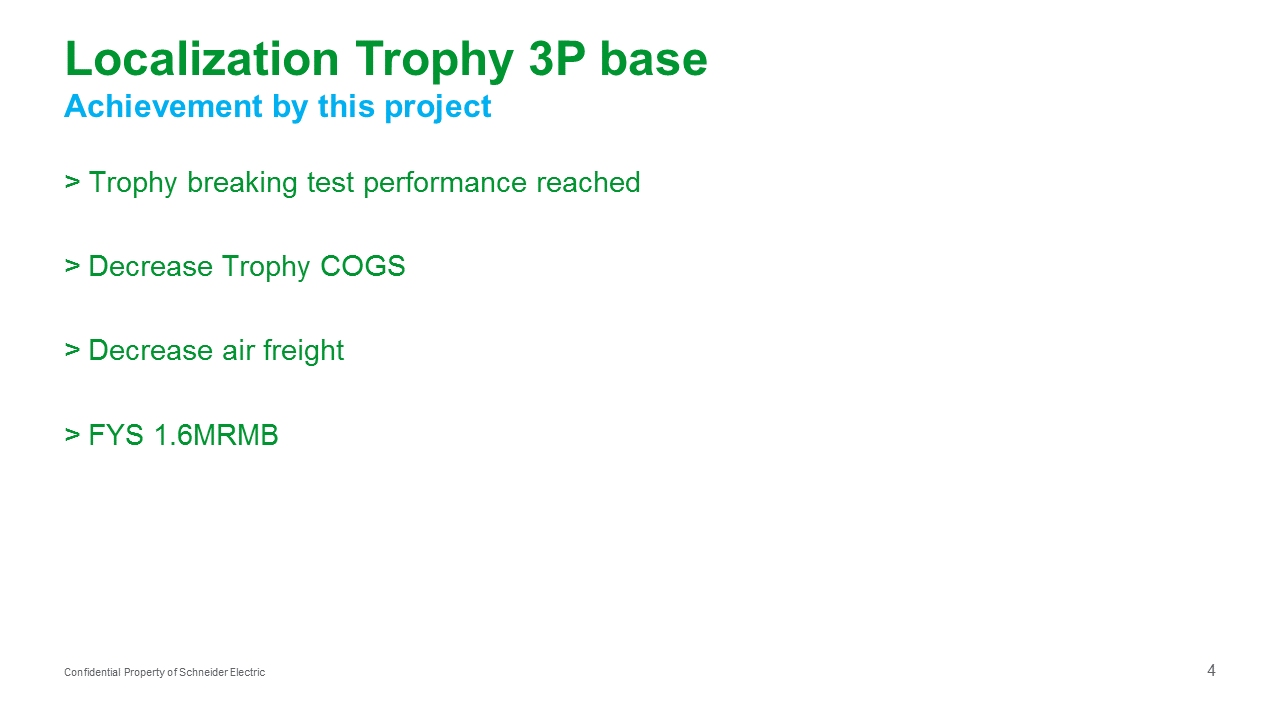 Localization Trophy 3P base
Achievement by this project
> Trophy breaking test performance reached
> Decrease Trophy COGS
> Decrease air freight
> FYS 1.6MRMB
Confidential Property of Schneider Electric
4